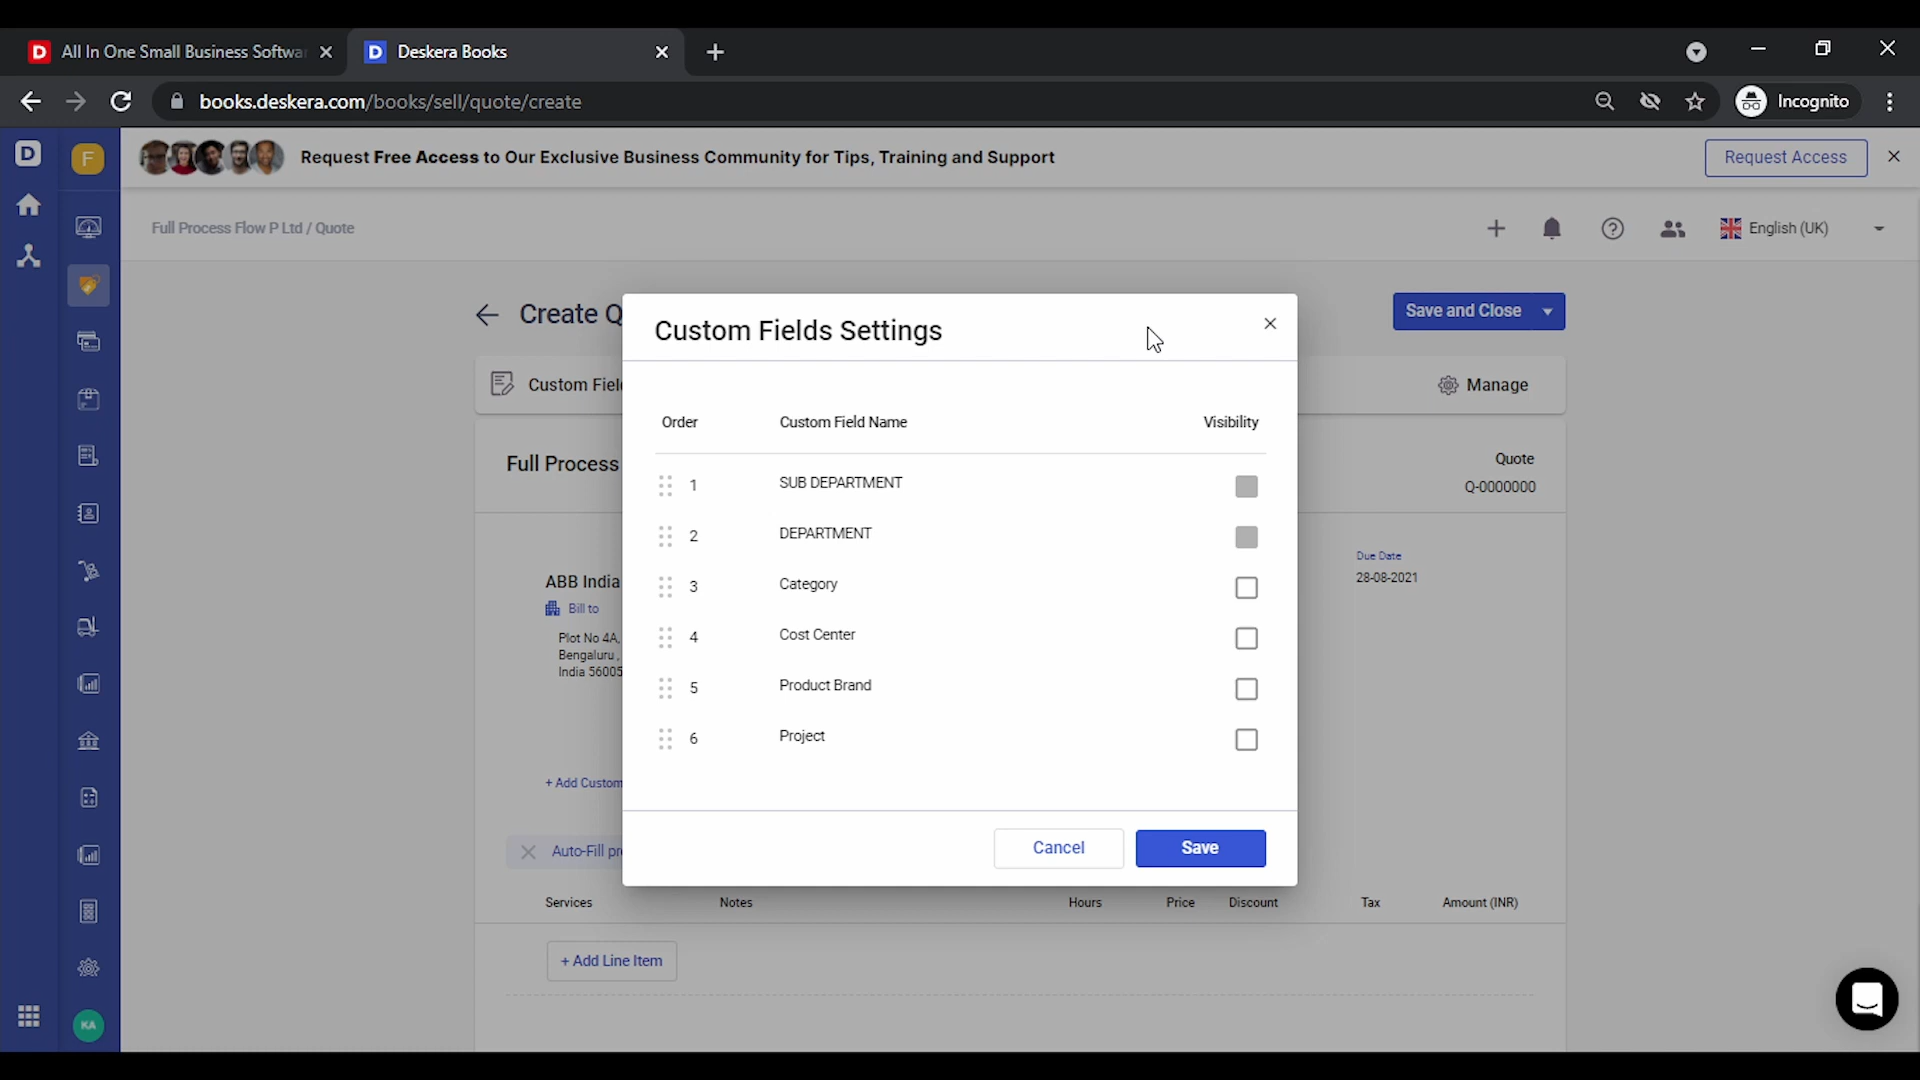 All In One Small Business Softwa
Deskera Books
books.deskera.com/books/sell/quote/create
Incognito
F
Request Free Access to Our Exclusive Business Community for Tips, Training and Support
Request Access
Full Process Flow P Ltd / Quote
English (UK)
Create Q
Save and Close
Custom Fields Settings
Custom Fiel
Manage
Order
Custom Field Name
Visibility
Full Process
Quote
Q-0000000
1 SUB DEPARTMENT
2 DEPARTMENT
3 Category
4 Cost Center
5 Product Brand
6 Project
Due Date
28-08-2021
ABB India
Bill to
Plot No 4A,
Bengaluru,
India 56005
+ Add Custom
Cancel
Save
Auto-Fill pr
Services
Notes
Hours
Price
Discount
Tax
Amount (INR)
+ Add Line Item
KA